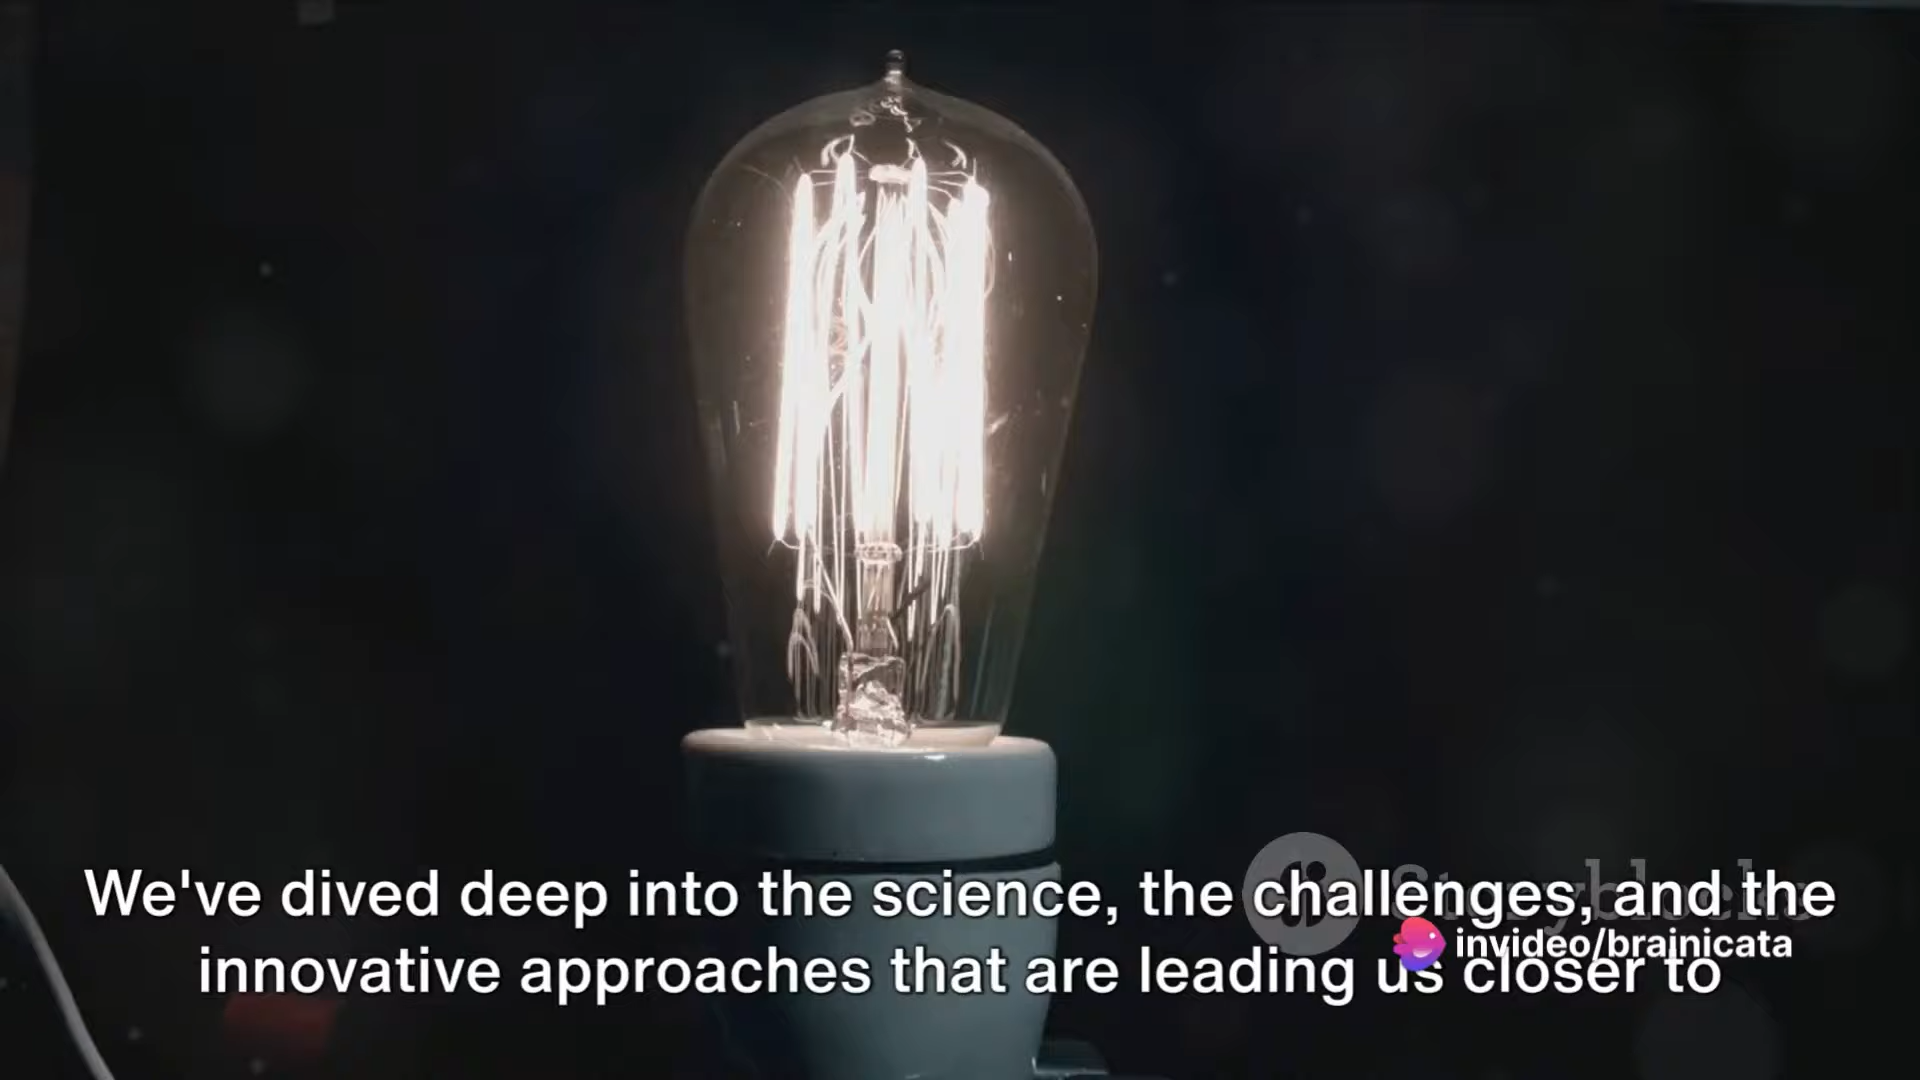 We've dived deep into the science, the challenges, and the
innovative approaches that are leading us closer to
Storyblocks
invideo/brainicata